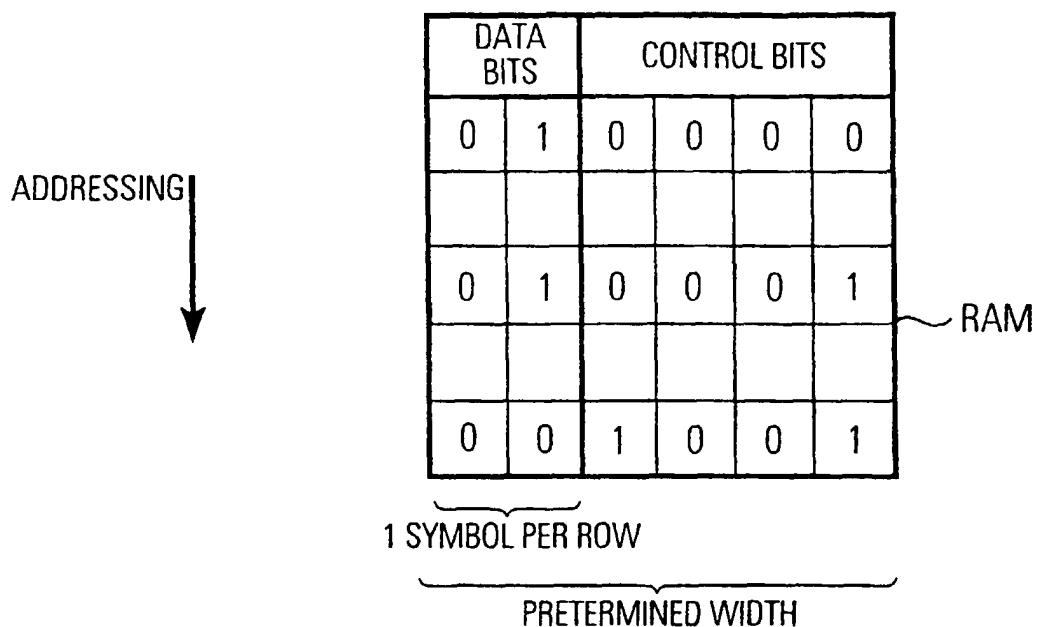 DATA
BITS
CONTROL BITS
0 1 0 0 0 0
ADDRESSING
0 1 0 0 0 1
RAM
0 0 1 0 0 1
1 SYMBOL PER ROW
PRETERMINED WIDTH